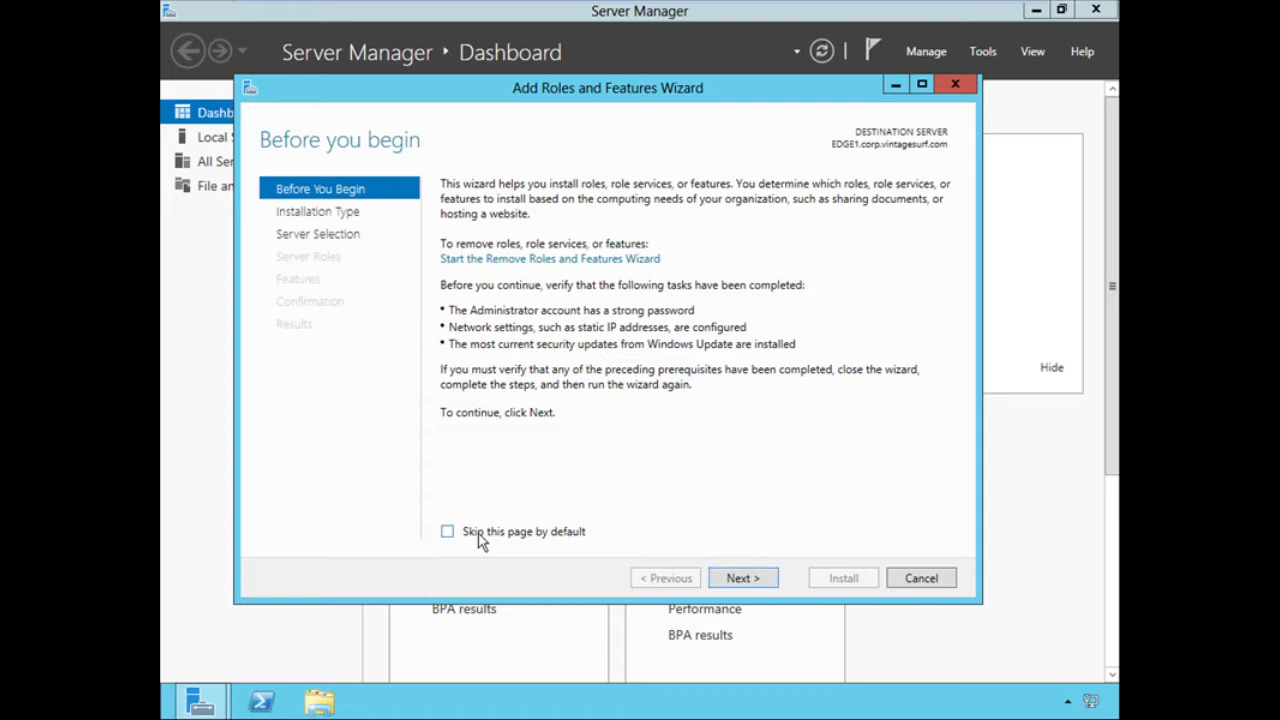 Server Manager
Server Manager ‣ Dashboard
Manage Tools View Help
Add Roles and Features Wizard
Dashb
Local S
All Ser
File an
Before you begin
DESTINATION SERVER
EDGE1.corp.vintagesurf.com
Before You Begin
Installation Type
Server Selection
Server Roles
Features
Confirmation
Results
This wizard helps you install roles, role services, or features. You determine which roles, role services, or
features to install based on the computing needs of your organization, such as sharing documents, or
hosting a website.
To remove roles, role services, or features:
Start the Remove Roles and Features Wizard
Before you continue, verify that the following tasks have been completed:
• The Administrator account has a strong password
• Network settings, such as static IP addresses, are configured
• The most current security updates from Windows Update are installed
If you must verify that any of the preceding prerequisites have been completed, close the wizard,
complete the steps, and then run the wizard again.
To continue, click Next.
Skip this page by default
< Previous Next > Install Cancel
Hide
BPA results
Performance
BPA results